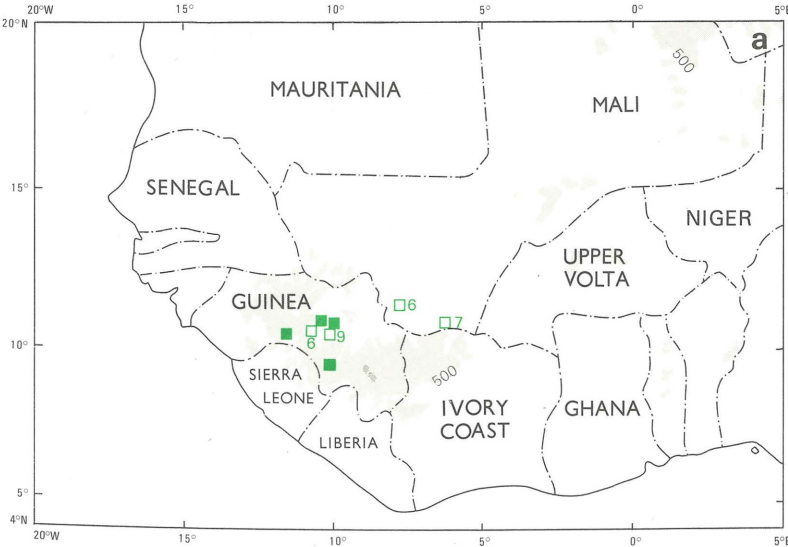 20°W 15° 10° 5° 0° 5°E
20°N
a
500
MAURITANIA
MALI
15°
SENEGAL
NIGER
UPPER
VOLTA
GUINEA
6
7
6
9
10°
SIERRA
LEONE
500
IVORY
COAST
GHANA
LIBERIA
5°
4°N
20°W 15° 10° 5° 0° 5°E